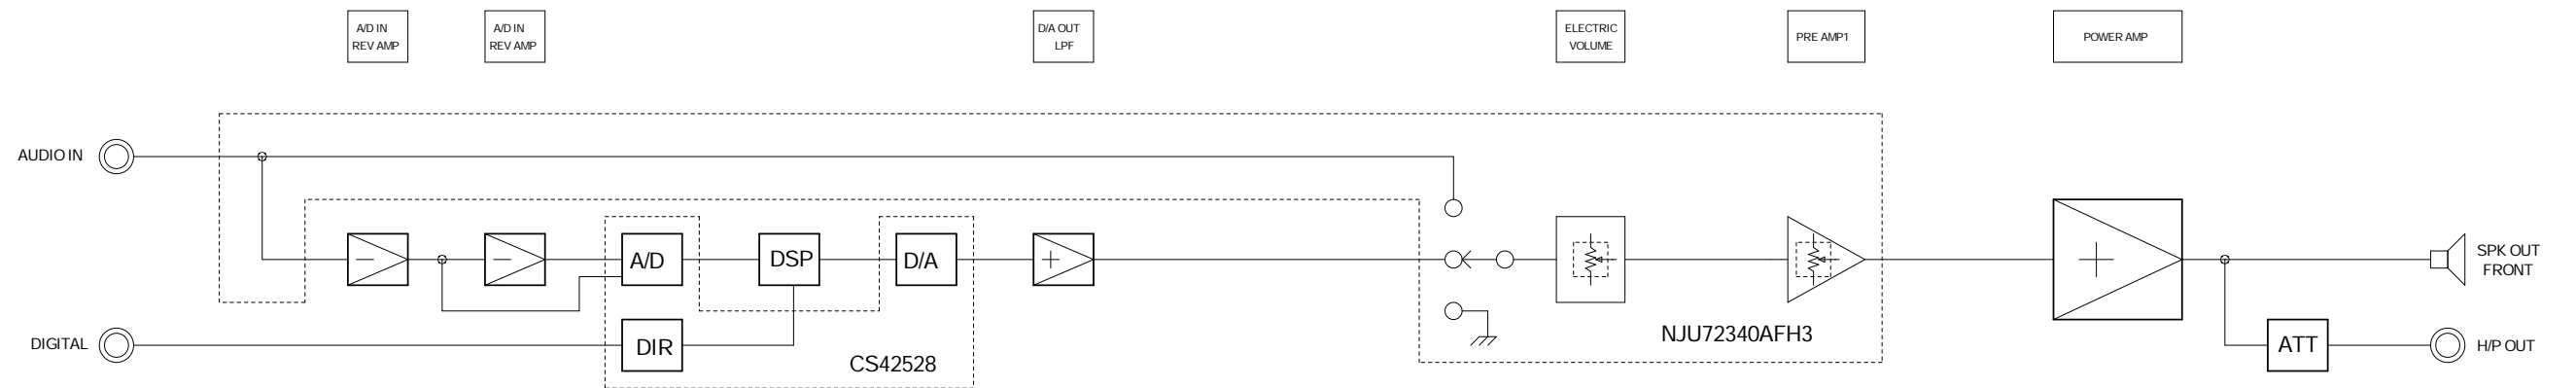 A/D IN
REV AMP
A/D IN
REV AMP
D/A OUT
LPF
ELECTRIC
VOLUME
PRE AMP1
POWER AMP
AUDIO IN
A/D
DSP
D/A
SPK OUT
FRONT
NJU72340AFH3
DIGITAL
DIR
CS42528
ATT
H/P OUT